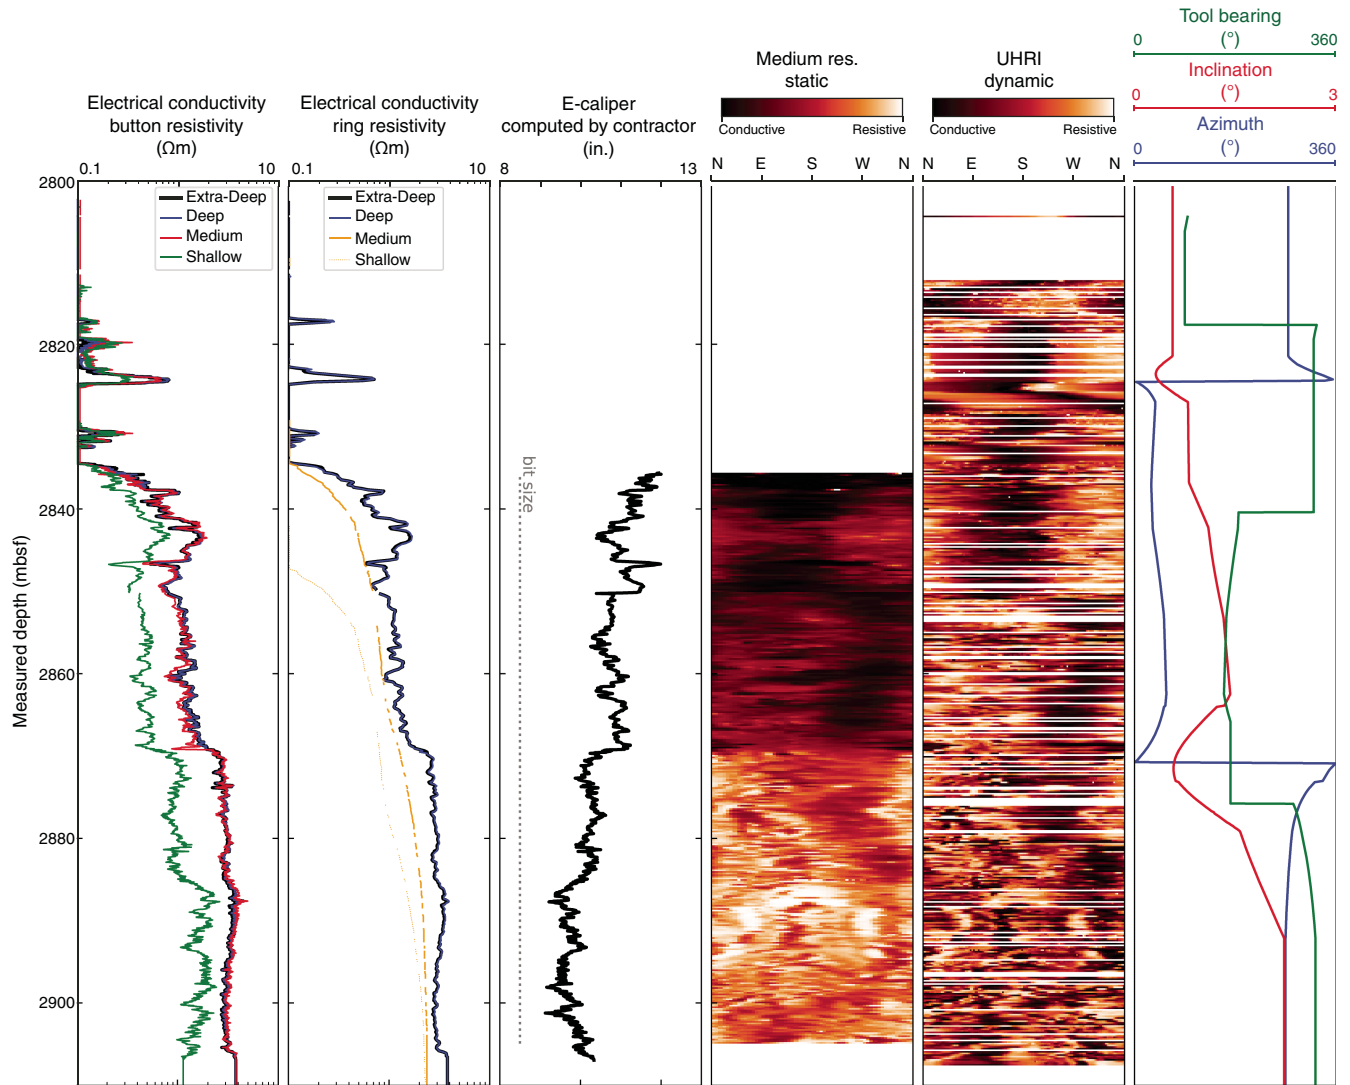 Tool bearing
0 (°) 360
Inclination
0 (°) 3
Azimuth
0 (°) 360
Medium res.
static
Conductive Resistive
N E S W N
UHRI
dynamic
Conductive Resistive
N E S W N
Electrical conductivity
button resistivity
(Ωm)
0.1 10
Electrical conductivity
ring resistivity
(Ωm)
0.1 10
E-caliper
computed by contractor
(in.)
8 13
Extra-Deep
Deep
Medium
Shallow
Extra-Deep
Deep
Medium
Shallow
bit size
Measured depth (mbsf)
2800
2820
2840
2860
2880
2900